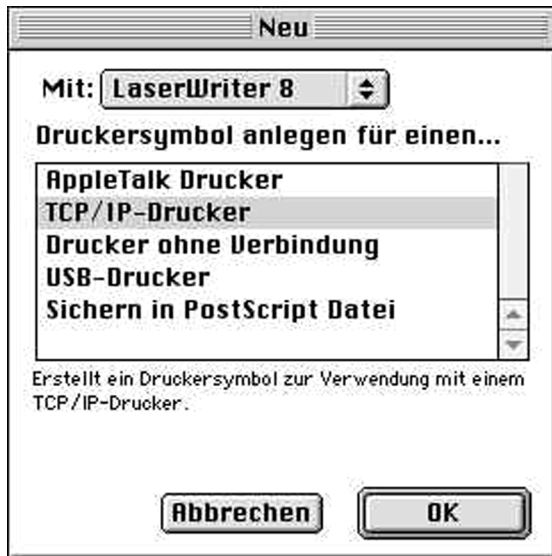 Neu
Mit: LaserWriter 8
Druckersymbol anlegen für einen...
AppleTalk Drucker
TCP/IP-Drucker
Drucker ohne Verbindung
USB-Drucker
Sichern in PostScript Datei
Erstellt ein Druckersymbol zur Verwendung mit einem
TCP/IP-Drucker.
Abbrechen OK